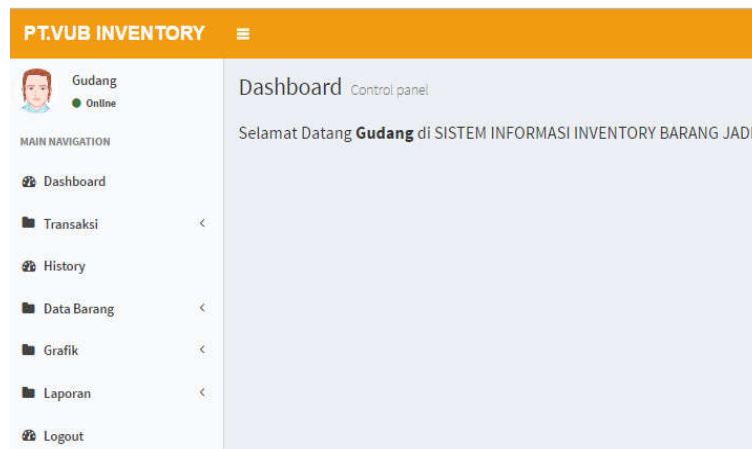 PT.VUB INVENTORY
Gudang
Online
MAIN NAVIGATION
Dashboard
Transaksi
History
Data Barang
Grafik
Laporan
Logout
Dashboard Control panel
Selamat Datang Gudang di SISTEM INFORMASI INVENTORY BARANG JADI